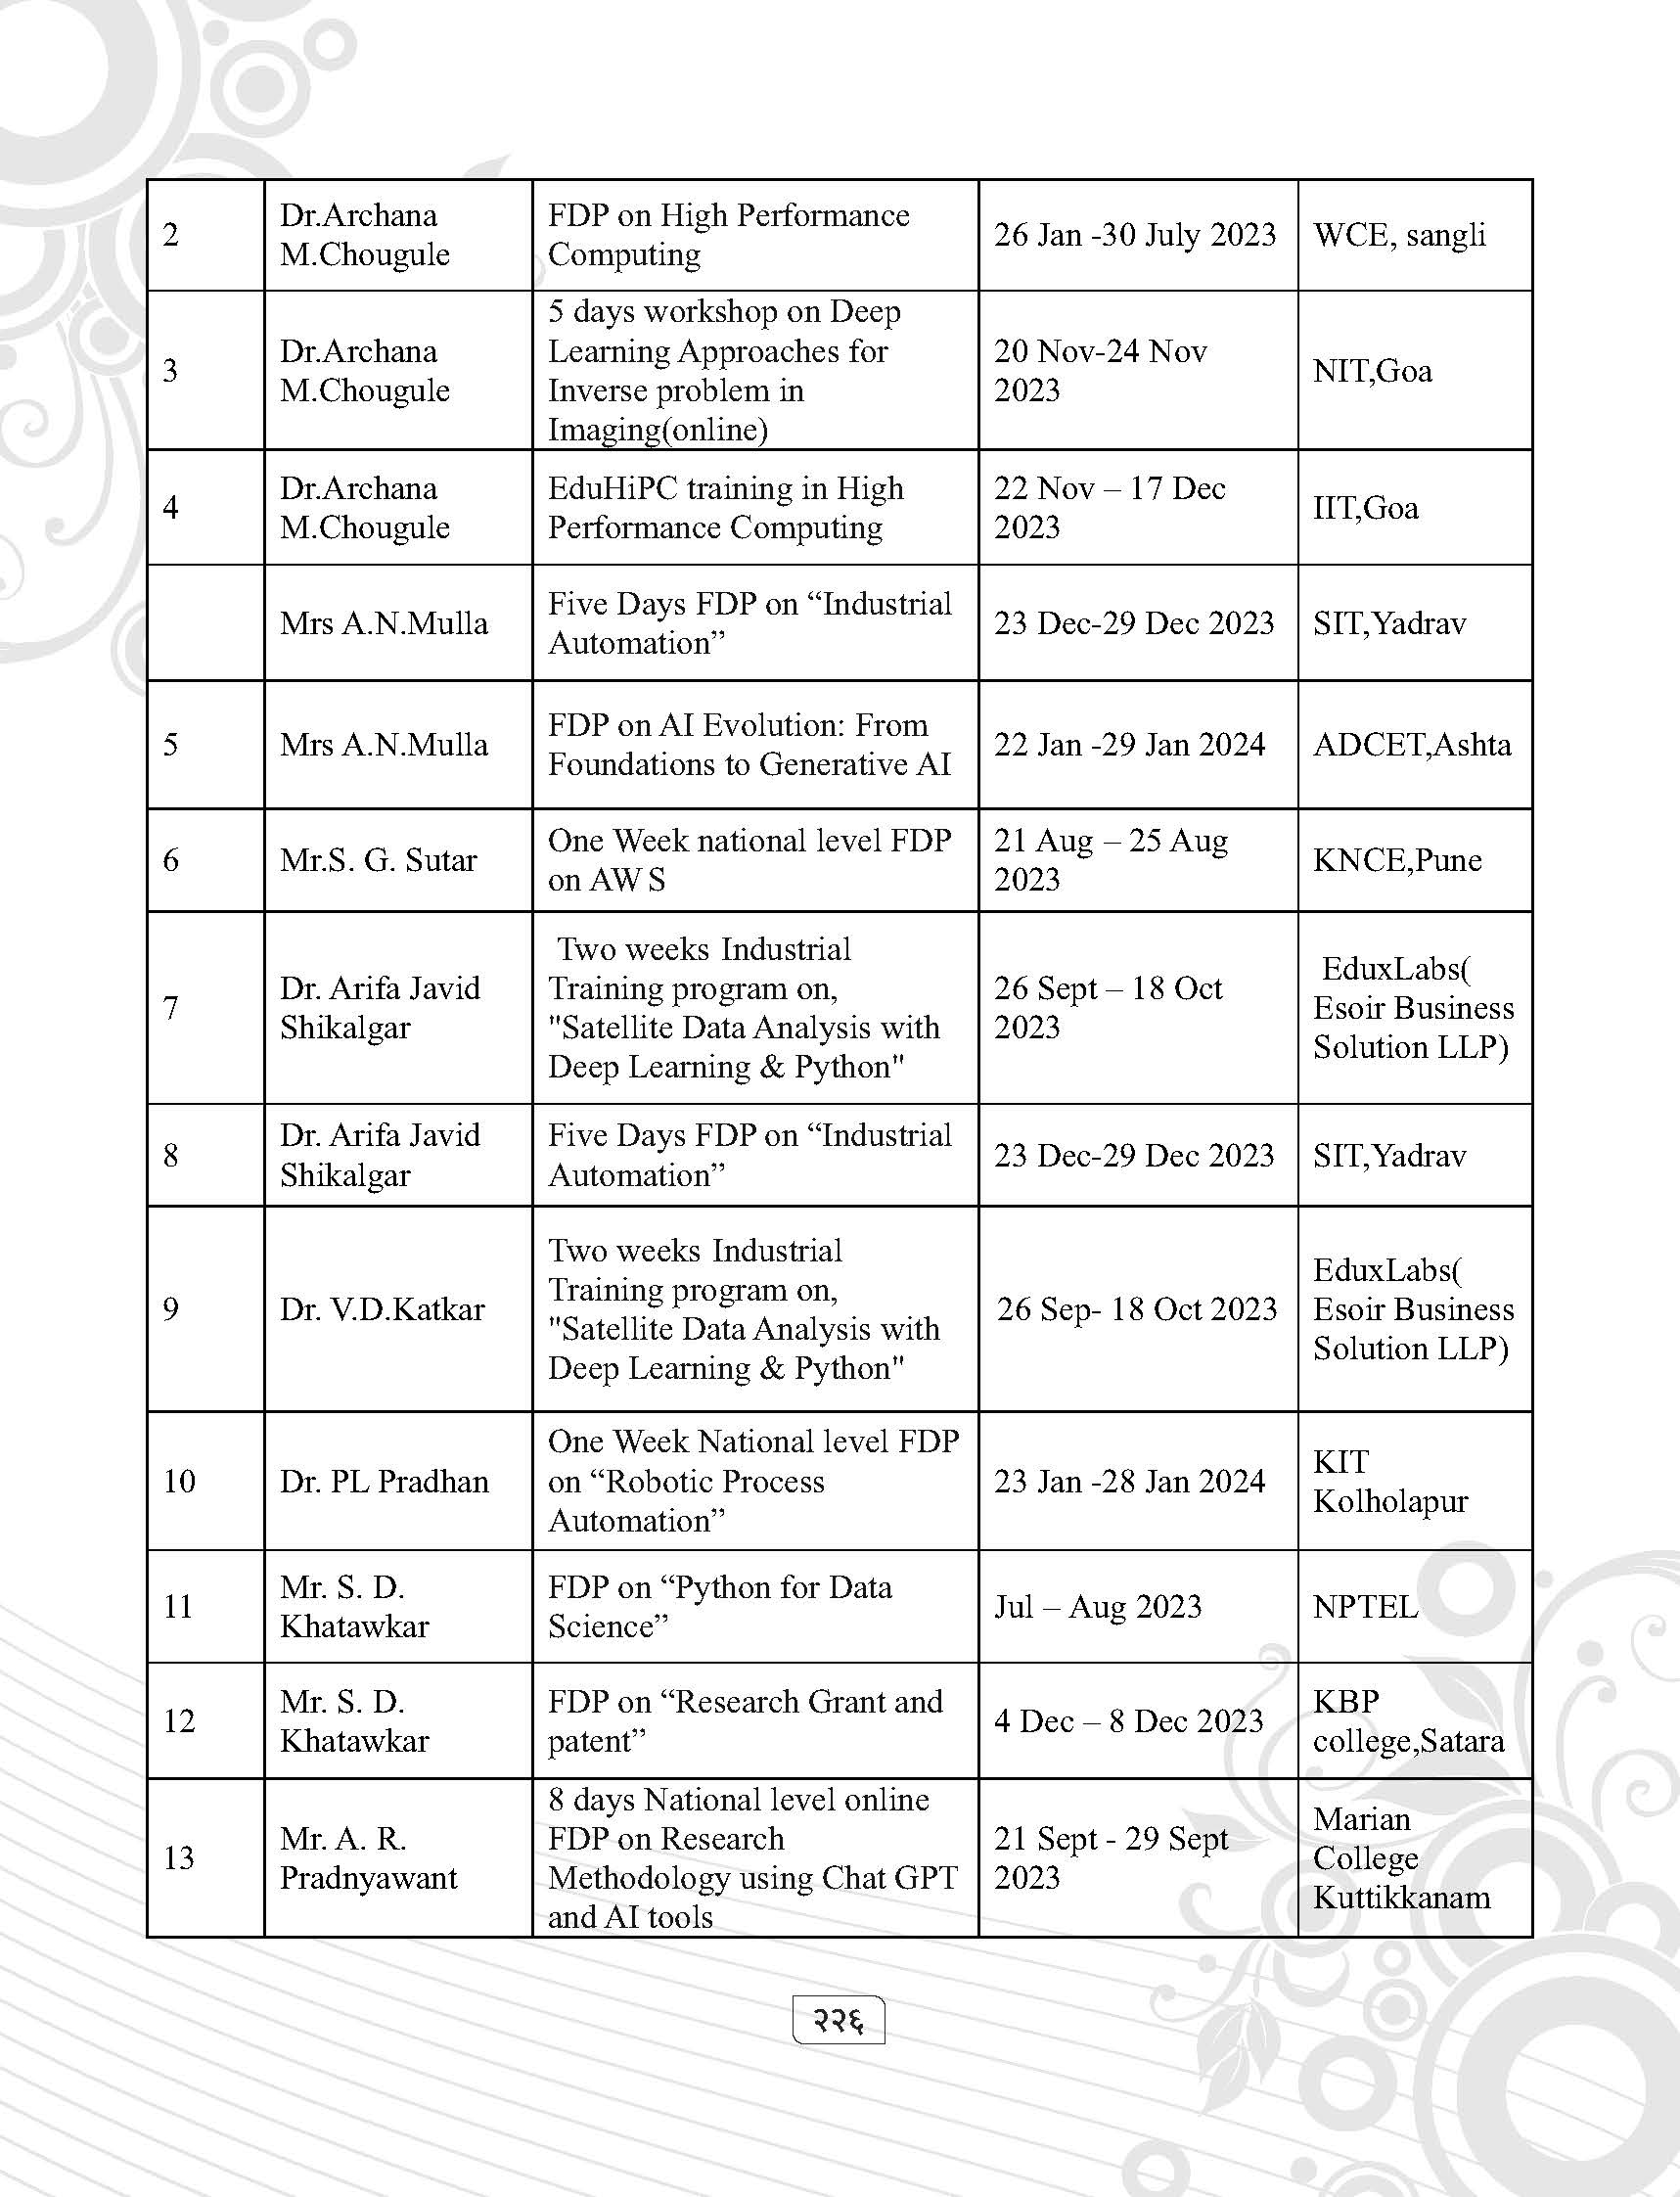 2
Dr.Archana
M.Chougule
FDP on High Performance
Computing
26 Jan -30 July 2023
WCE, sangli
3
Dr.Archana
M.Chougule
5 days workshop on Deep
Learning Approaches for
Inverse problem in
Imaging(online)
20 Nov-24 Nov
2023
NIT,Goa
4
Dr.Archana
M.Chougule
EduHiPC training in High
Performance Computing
22 Nov – 17 Dec
2023
IIT,Goa
Mrs A.N.Mulla
Five Days FDP on “Industrial
Automation”
23 Dec-29 Dec 2023
SIT,Yadrav
5
Mrs A.N.Mulla
FDP on AI Evolution: From
Foundations to Generative AI
22 Jan -29 Jan 2024
ADCET,Ashta
6
Mr.S. G. Sutar
One Week national level FDP
on AW S
21 Aug – 25 Aug
2023
KNCE,Pune
7
Dr. Arifa Javid
Shikalgar
Two weeks Industrial
Training program on,
"Satellite Data Analysis with
Deep Learning & Python"
26 Sept – 18 Oct
2023
EduxLabs(
Esoir Business
Solution LLP)
8
Dr. Arifa Javid
Shikalgar
Five Days FDP on “Industrial
Automation”
23 Dec-29 Dec 2023
SIT,Yadrav
9
Dr. V.D.Katkar
Two weeks Industrial
Training program on,
"Satellite Data Analysis with
Deep Learning & Python"
26 Sep- 18 Oct 2023
EduxLabs(
Esoir Business
Solution LLP)
10
Dr. PL Pradhan
One Week National level FDP
on “Robotic Process
Automation”
23 Jan -28 Jan 2024
KIT
Kolholapur
11
Mr. S. D.
Khatawkar
FDP on “Python for Data
Science”
Jul – Aug 2023
NPTEL
12
Mr. S. D.
Khatawkar
FDP on “Research Grant and
patent”
4 Dec – 8 Dec 2023
KBP
college,Satara
13
Mr. A. R.
Pradnyawant
8 days National level online
FDP on Research
Methodology using Chat GPT
and AI tools
21 Sept - 29 Sept
2023
Marian
College
Kuttikkanam
२२६